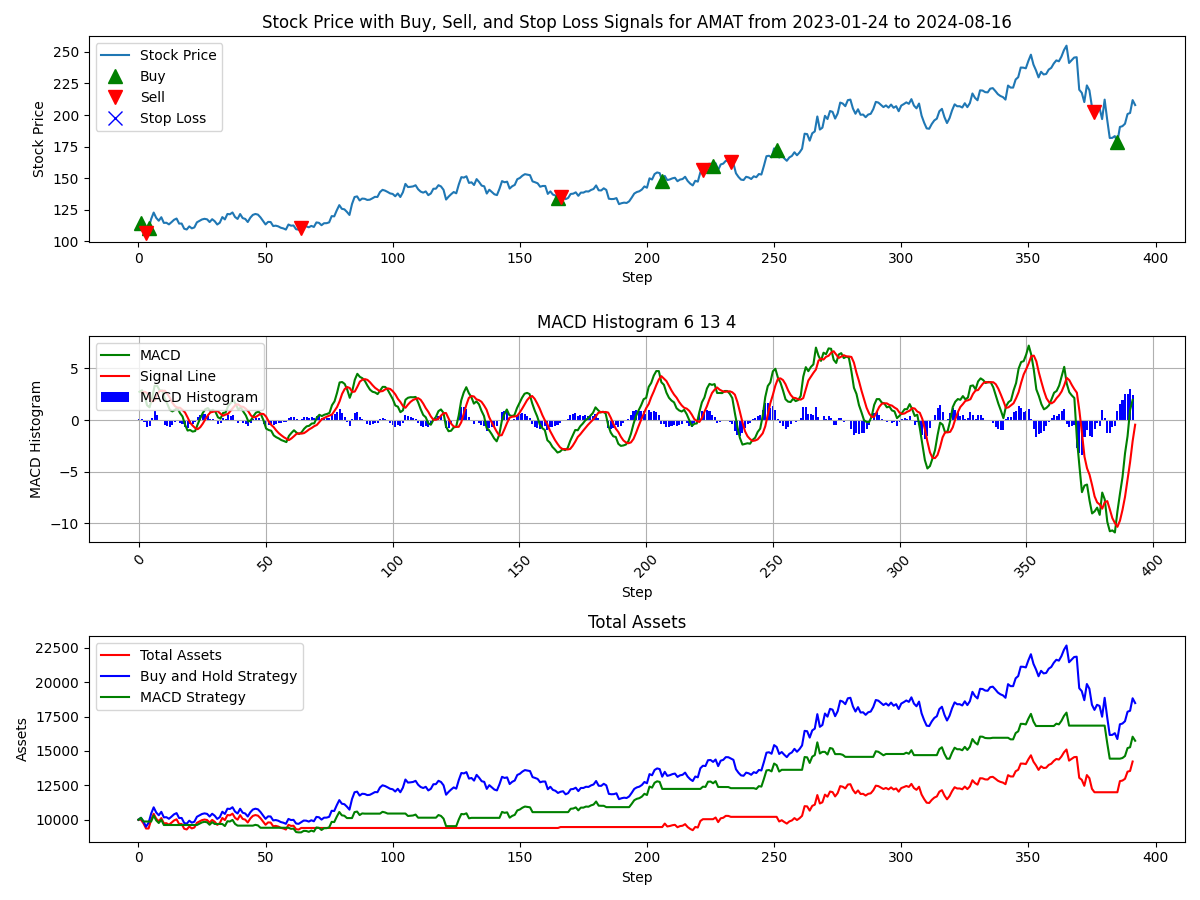 Stock Price with Buy, Sell, and Stop Loss Signals for AMAT from 2023-01-24 to 2024-08-16
Stock Price
250
225
200
175
150
125
100
Stock Price
Buy
Sell
Stop Loss
0 50 100 150 200 250 300 350 400
Step
MACD Histogram 6 13 4
MACD Histogram
5
0
−5
−10
MACD
Signal Line
MACD Histogram
0 50 100 150 200 250 300 350 400
Step
Total Assets
Assets
22500
20000
17500
15000
12500
10000
Total Assets
Buy and Hold Strategy
MACD Strategy
0 50 100 150 200 250 300 350 400
Step